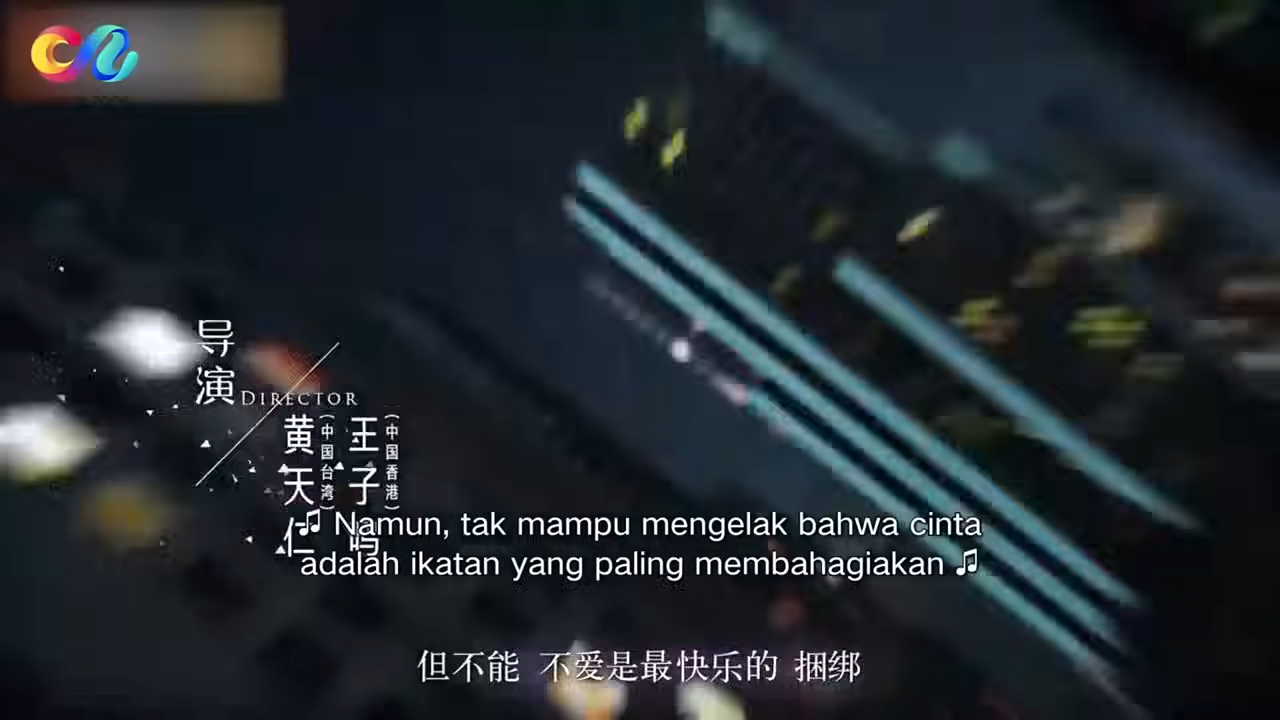 导演
DIRECTOR
黄天仁
(中国台湾)
王子鸣
(中国香港)
♫ Namun, tak mampu mengelak bahwa cinta
adalah ikatan yang paling membahagiakan ♫
但不能 不爱是最快乐的 捆绑